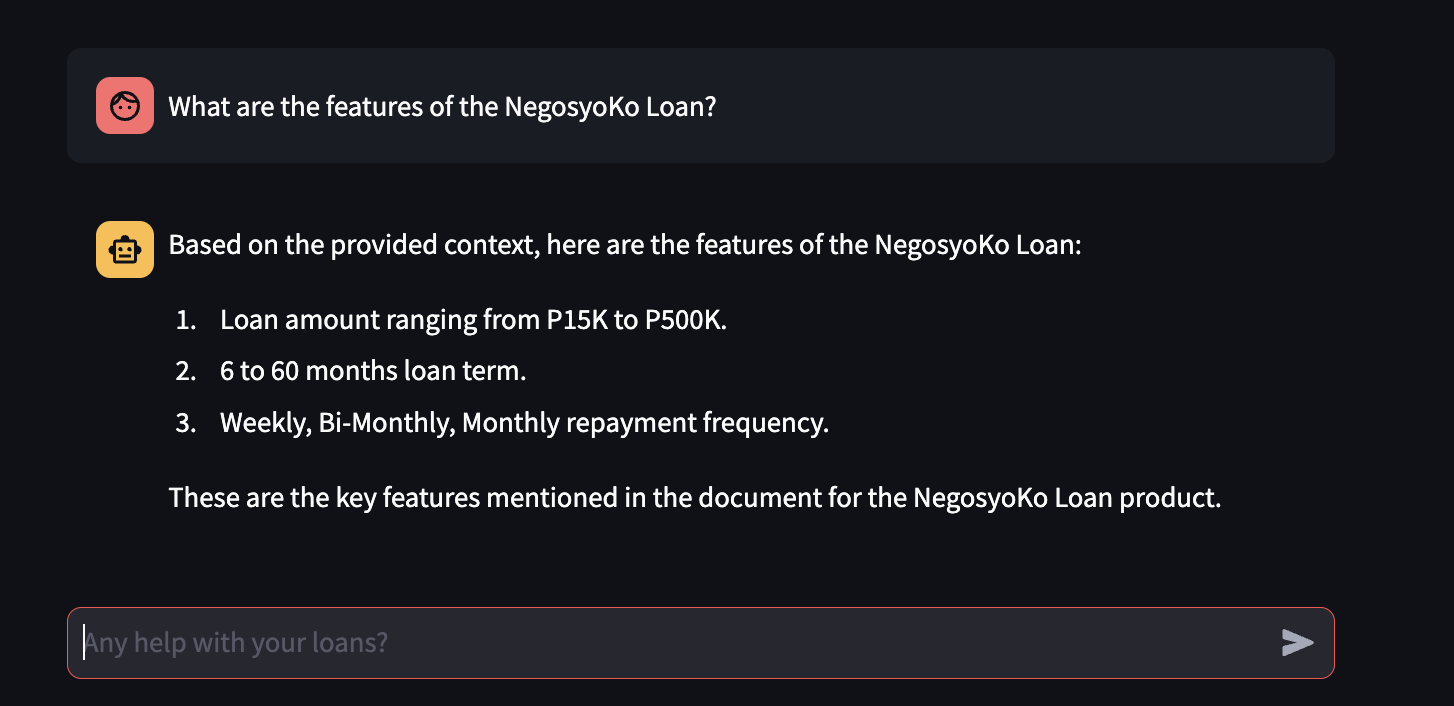 What are the features of the NegosyoKo Loan?
Based on the provided context, here are the features of the NegosyoKo Loan:
1. Loan amount ranging from P15K to P500K.
2. 6 to 60 months loan term.
3. Weekly, Bi-Monthly, Monthly repayment frequency.
These are the key features mentioned in the document for the NegosyoKo Loan product.
Any help with your loans?